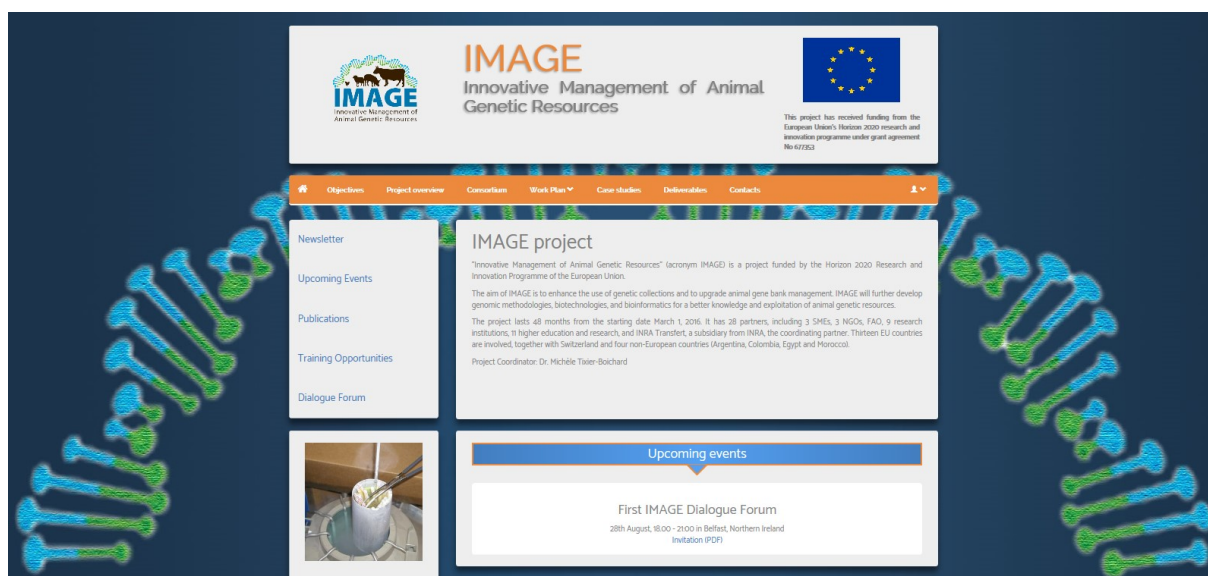 IMAGE
Innovative Management of
Animal Genetic Resources
IMAGE
Innovative Management of Animal
Genetic Resources
This project has received funding from the
European Union's Horizon 2020 research and
innovation programme under grant agreement
No 677353
Objectives Project overview Consortium Work Plan Case studies Deliverables Contacts
Newsletter
Upcoming Events
Publications
Training Opportunities
Dialogue Forum
IMAGE project
"Innovative Management of Animal Genetic Resources" (acronym IMAGE) is a project funded by the Horizon 2020 Research and
Innovation Programme of the European Union.
The aim of IMAGE is to enhance the use of genetic collections and to upgrade animal gene bank management. IMAGE will further develop
genomic methodologies, biotechnologies, and bioinformatics for a better knowledge and exploitation of animal genetic resources.
The project lasts 48 months from the starting date March 1, 2016. It has 28 partners, including 3 SMEs, 3 NGOs, FAO, 9 research
institutions, 11 higher education and research, and INRA Transfert, a subsidiary from INRA, the coordinating partner. Thirteen EU countries
are involved, together with Switzerland and four non-European countries (Argentina, Colombia, Egypt and Morocco).
Project Coordinator: Dr. Michèle Tixier-Boichard
Upcoming events
First IMAGE Dialogue Forum
28th August, 18.00 - 21:00 in Belfast, Northern Ireland
Invitation (PDF)